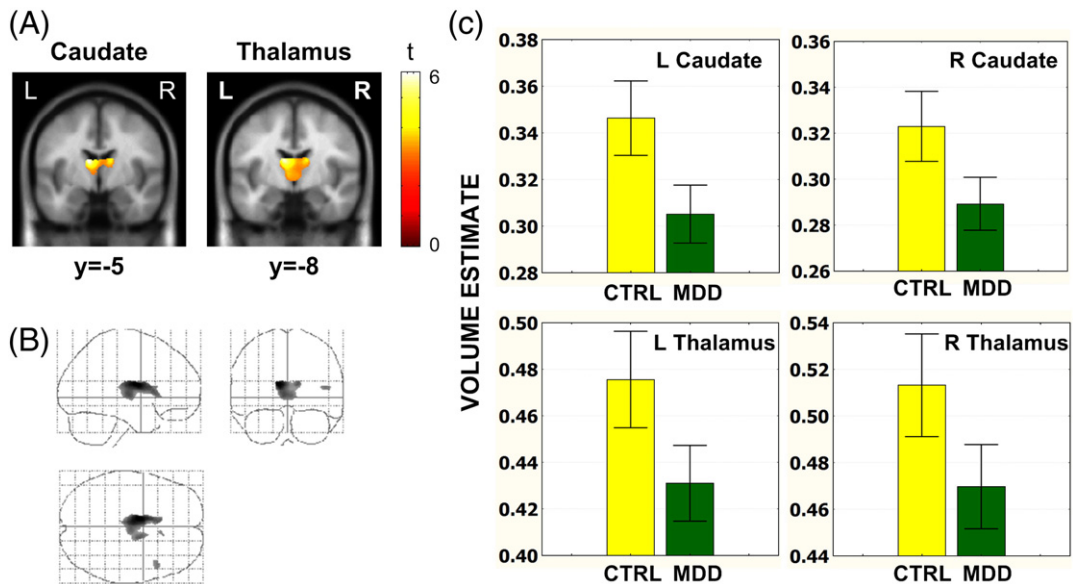 (A)
Caudate
Thalamus
t
L
R
L
R
6
0
y=-5
y=-8
(B)
(c)
VOLUME ESTIMATE
L Caudate
0.38
0.36
0.34
0.32
0.30
0.28
CTRL MDD
R Caudate
0.36
0.34
0.32
0.30
0.28
0.26
CTRL MDD
L Thalamus
0.50
0.48
0.46
0.44
0.42
0.40
CTRL MDD
R Thalamus
0.54
0.52
0.50
0.48
0.46
0.44
CTRL MDD